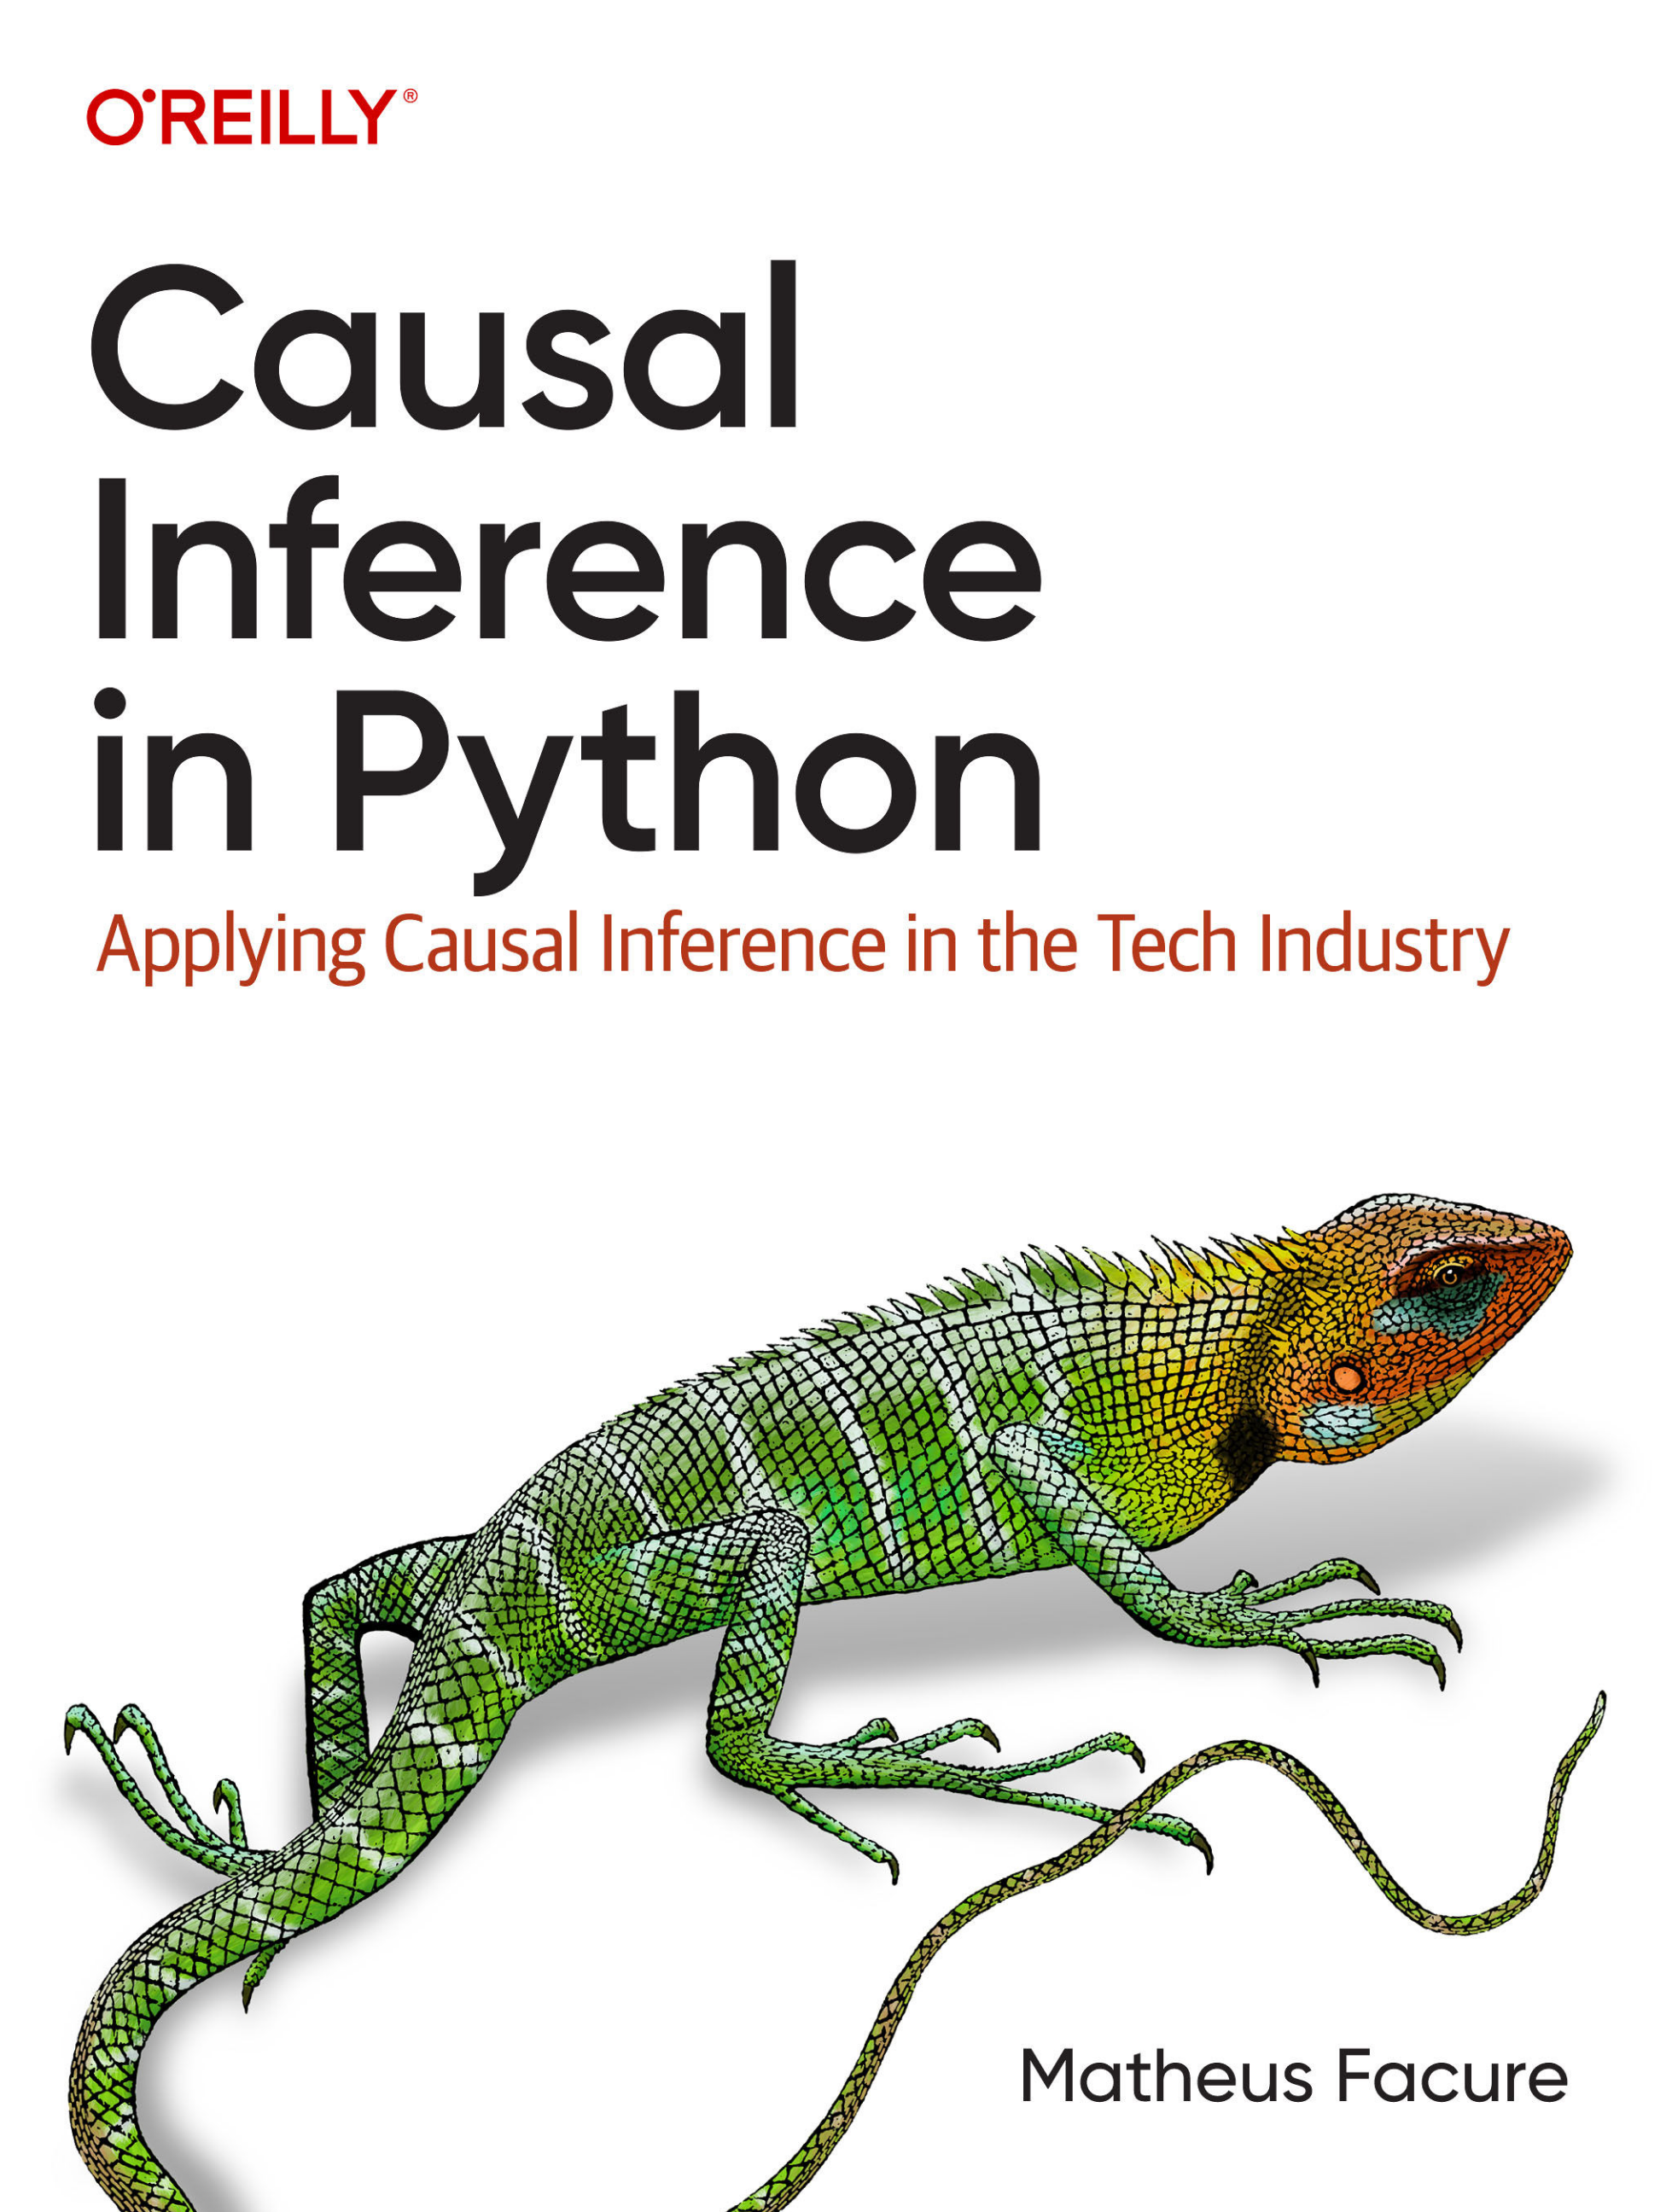 O'REILLY®
Causal
Inference
in Python
Applying Causal Inference in the Tech Industry
Matheus Facure